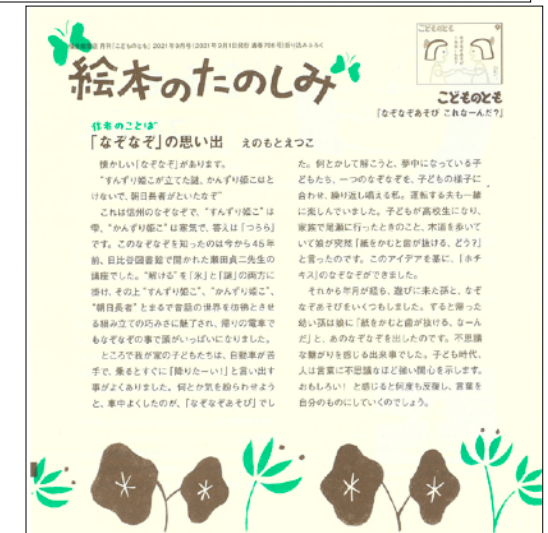 月刊「こどものとも」2021年9月号(2021年9月1日発行 通巻786号)折り込みふろく
絵本のたのしみ
こどものとも
『なぞなぞあそび これなーんだ?』
作者のことば
「なぞなぞ」の思い出 えのもとえつこ
懐かしい「なぞなぞ」があります。
“すんずり姫こが立てた謎、かんずり姫こはと
けないで、朝日長者がといたなぞ”
これは信州のなぞなぞで、“すんずり姫こ”は
雫、“かんずり姫こ”は寒気で、答えは「つらら」
です。このなぞなぞを知ったのは今から45年
前、日比谷図書館で開かれた瀬田貞二先生の
講座でした。“解ける”を「氷」と「謎」の両方に
掛け、その上“すんずり姫こ”、“かんずり姫こ”、
“朝日長者”とまるで昔話の世界を彷彿とさせ
る組み立ての巧みさに魅了され、帰りの電車で
もなぞなぞの事で頭がいっぱいになりました。
ところで我が家の子どもたちは、自動車が苦
手で、乗るとすぐに「降りたーい!」と言い出す
事がよくありました。何とか気を紛らわせよう
と、車中よくしたのが、「なぞなぞあそび」でし
た。何とかして解こうと、夢中になっている子
どもたち、一つのなぞなぞを、子どもの様子に
合わせ、繰り返し唱える私。運転する夫も一緒
に楽しんでいました。子どもが高校生になり、
家族で尾瀬に行ったときのこと、木道を歩いて
いて娘が突然「紙をかむと歯が抜ける、どう?」
と言ったのです。このアイデアを基に、「ホチ
キス」のなぞなぞができました。
それから年月が経ち、遊びに来た孫と、なぞ
なぞあそびをいくつもしました。すると帰った
幼い孫は娘に「紙をかむと歯が抜ける、なーん
だ」と、あのなぞなぞを出したのです。不思議
な繋がりを感じる出来事でした。子ども時代、
人は言葉に不思議なほど強い関心を示します。
おもしろい! と感じると何度も反復し、言葉を
自分のものにしていくのでしょう。